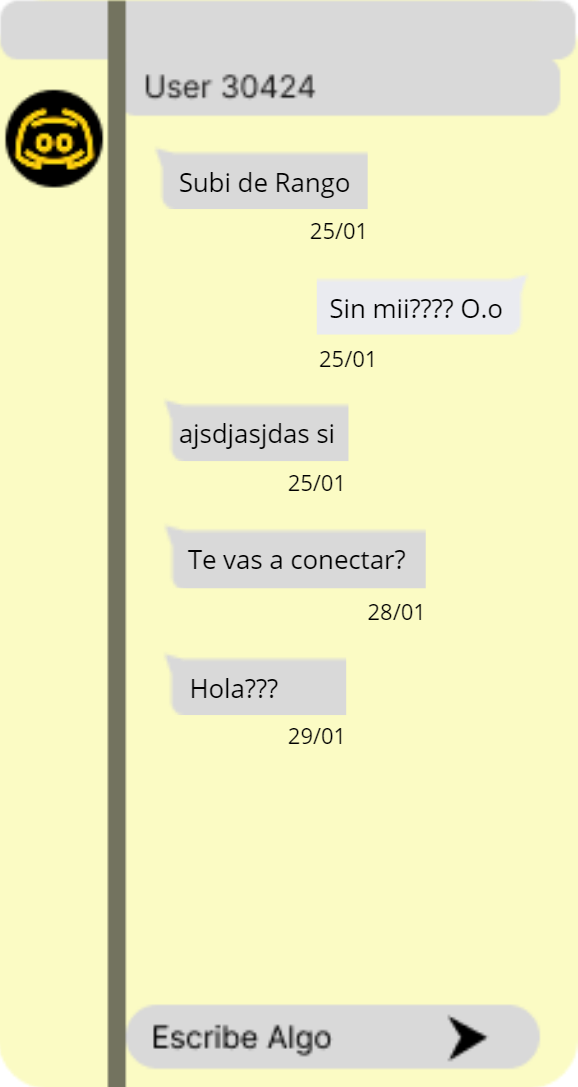 User 30424
Subi de Rango
25/01
Sin mii???? O.o
25/01
ajsdjasjdas si
25/01
Te vas a conectar?
28/01
Hola???
29/01
Escribe Algo